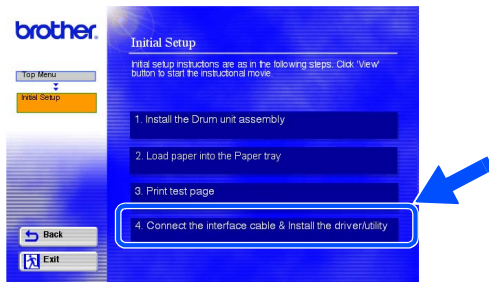 brother.
Initial Setup
Initial setup instructions are as in the following steps. Click 'View'
button to start the instructional movie.
Top Menu
Initial Setup
1. Install the Drum unit assembly
2. Load paper into the Paper tray
3. Print test page
4. Connect the interface cable & Install the driver/utility
Back
Exit